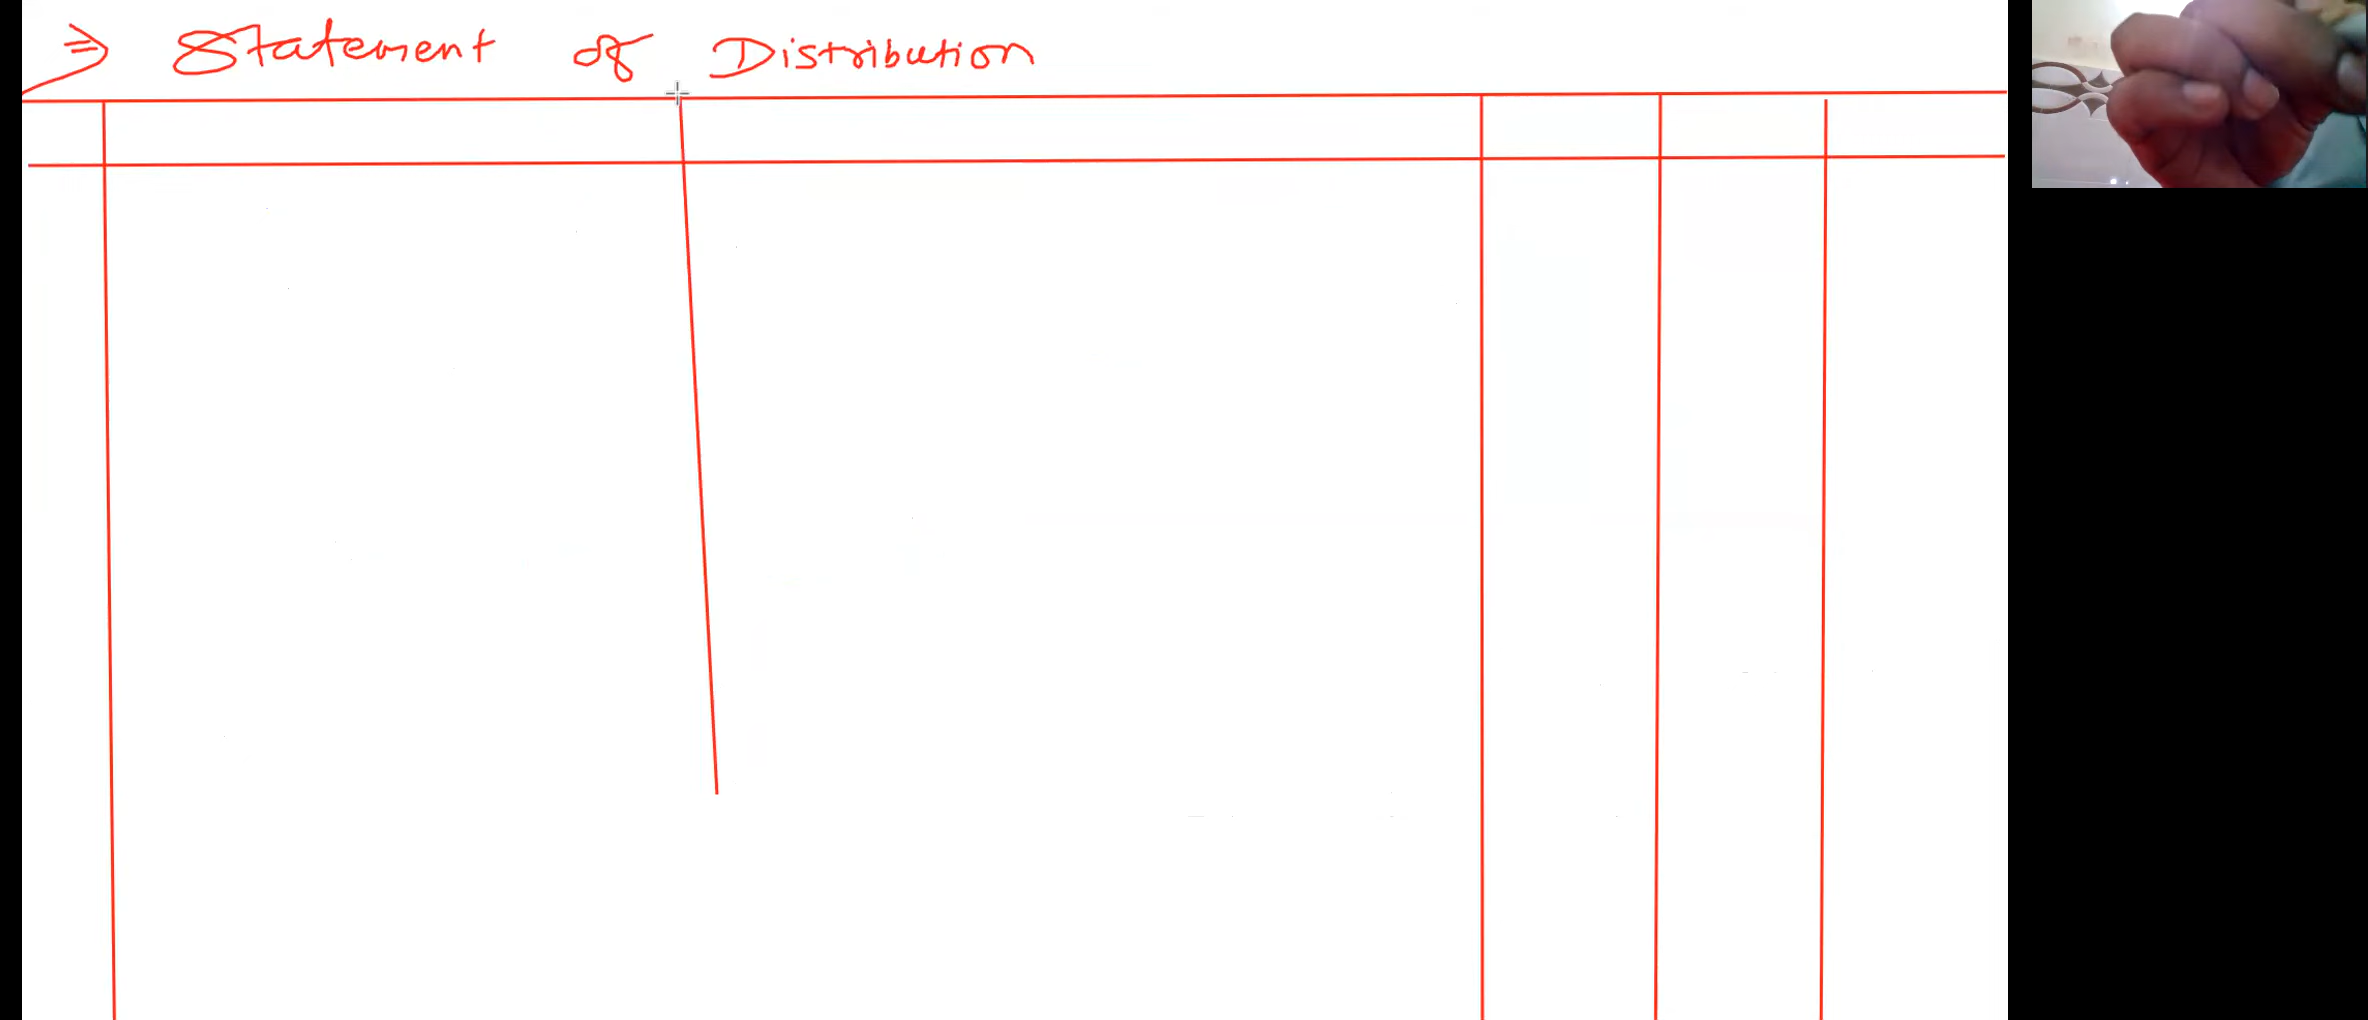 ⇒ Statement of Distribution